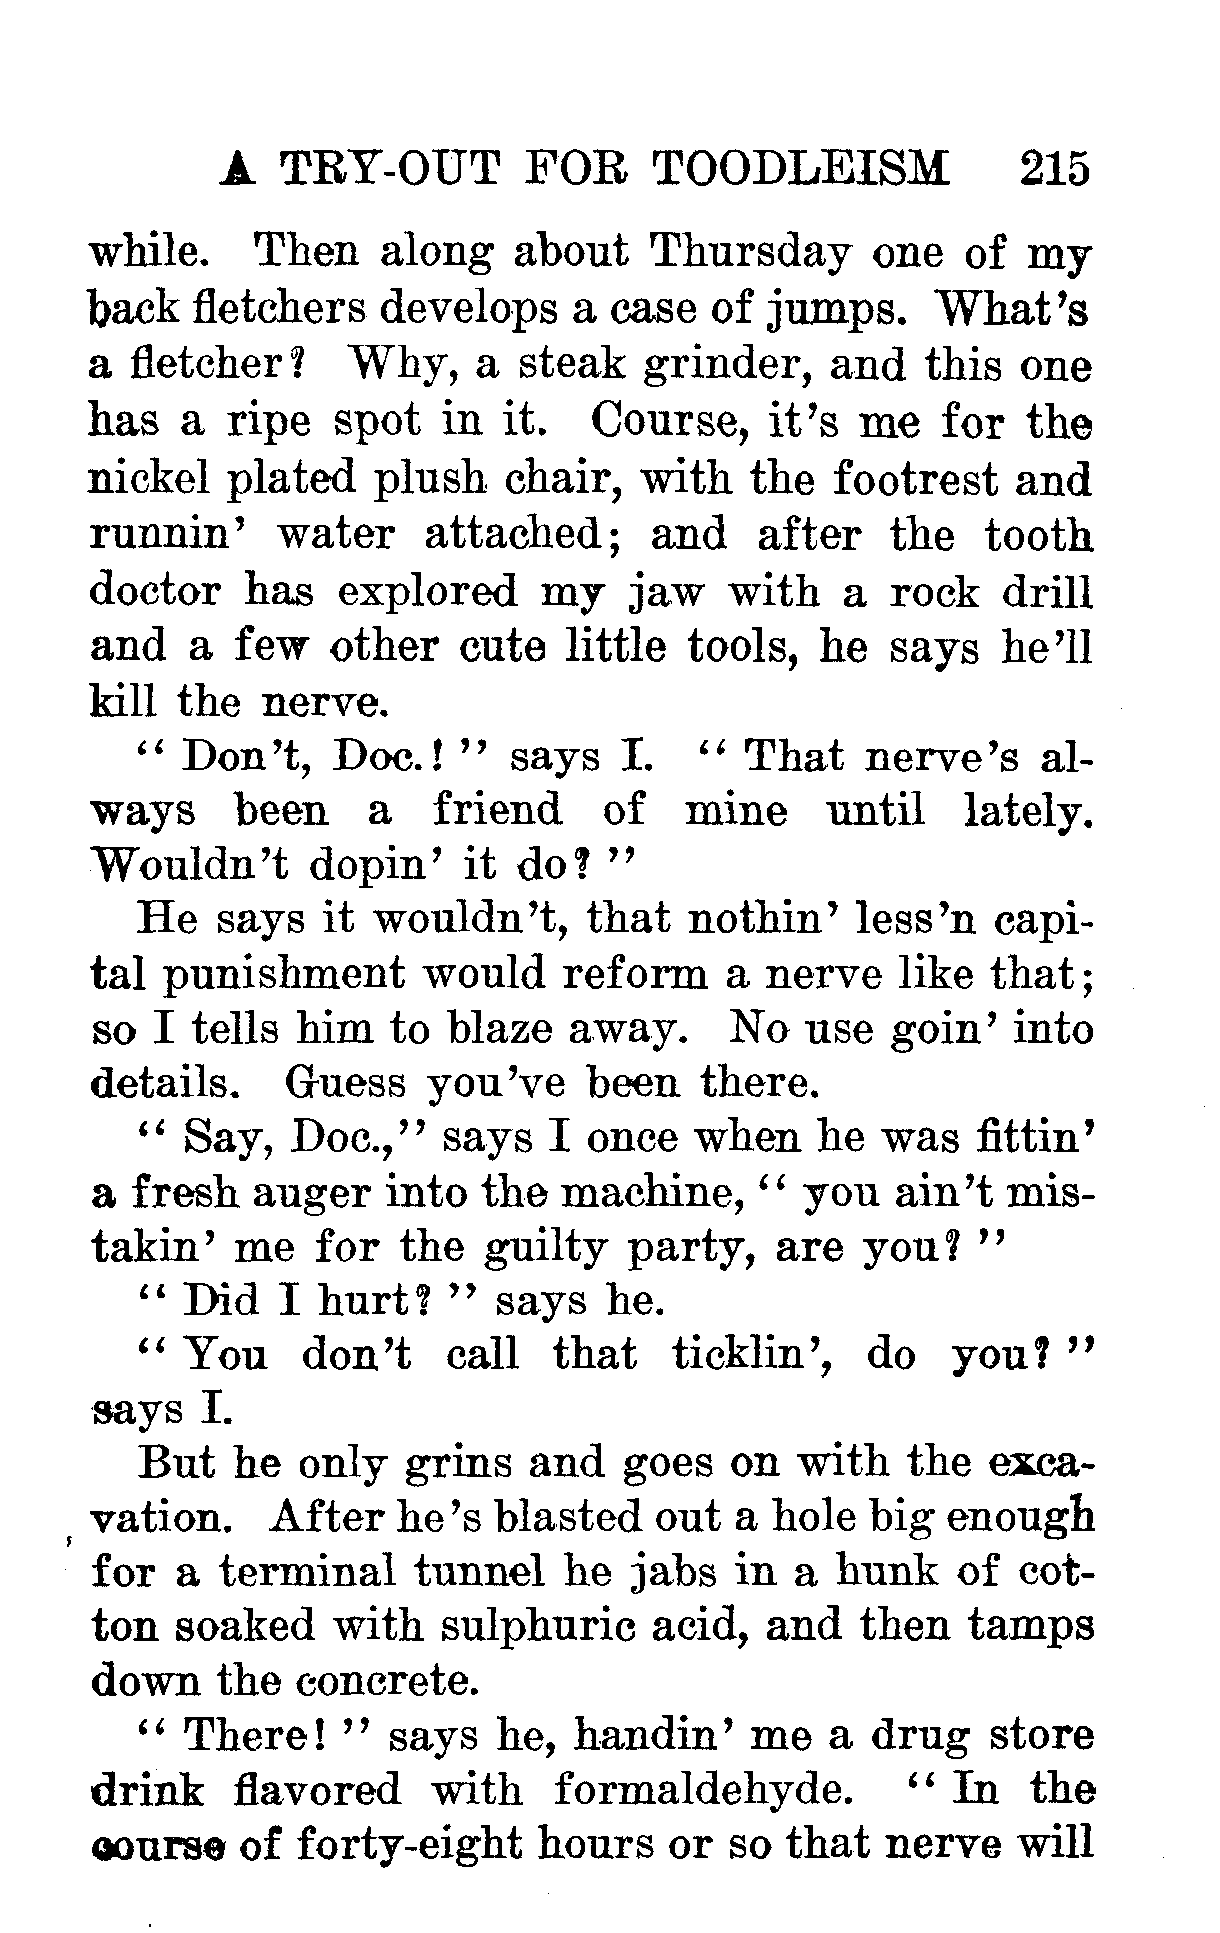 A TRY-OUT FOR TOODLEISM 215
while. Then along about Thursday one of my
back fletchers develops a case of jumps. What's
a fletcher? Why, a steak grinder, and this one
has a ripe spot in it. Course, it's me for the
nickel plated plush chair, with the footrest and
runnin' water attached; and after the tooth
doctor has explored my jaw with a rock drill
and a few other cute little tools, he says he'll
kill the nerve.
" Don't, Doc.! " says I. " That nerve's al-
ways been a friend of mine until lately.
Wouldn't dopin' it do? "
He says it wouldn't, that nothin' less'n capi-
tal punishment would reform a nerve like that;
so I tells him to blaze away. No use goin' into
details. Guess you've been there.
" Say, Doc.," says I once when he was fittin'
a fresh auger into the machine, " you ain't mis-
takin' me for the guilty party, are you? "
" Did I hurt? " says he.
" You don't call that ticklin', do you? "
says I.
But he only grins and goes on with the exca-
vation. After he's blasted out a hole big enough
for a terminal tunnel he jabs in a hunk of cot-
ton soaked with sulphuric acid, and then tamps
down the concrete.
" There! " says he, handin' me a drug store
drink flavored with formaldehyde. " In the
course of forty-eight hours or so that nerve will